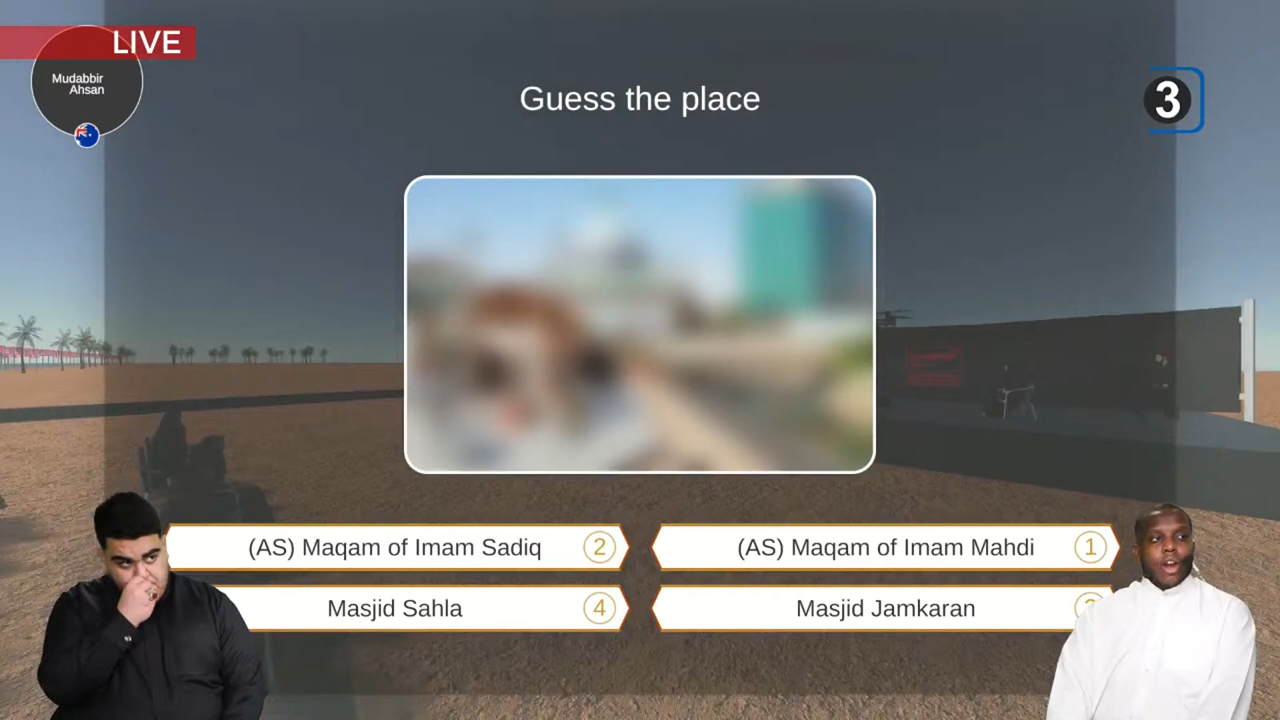 LIVE
Mudabbir
Ahsan
Guess the place
3
(AS) Maqam of Imam Sadiq 2
(AS) Maqam of Imam Mahdi 1
Masjid Sahla 4
Masjid Jamkaran